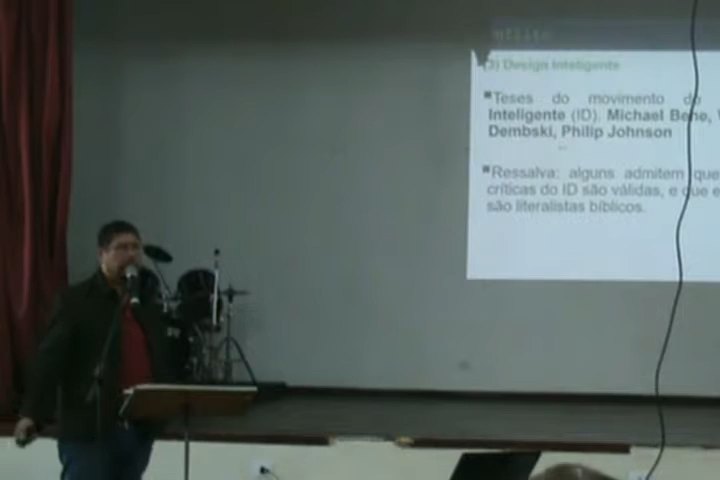 (3) Design Inteligente
Teses do movimento do
Inteligente (ID). Michael Behe,
Dembski, Philip Johnson
Ressalva: alguns admitem que
críticas do ID são válidas, e que
são literalistas bíblicos.